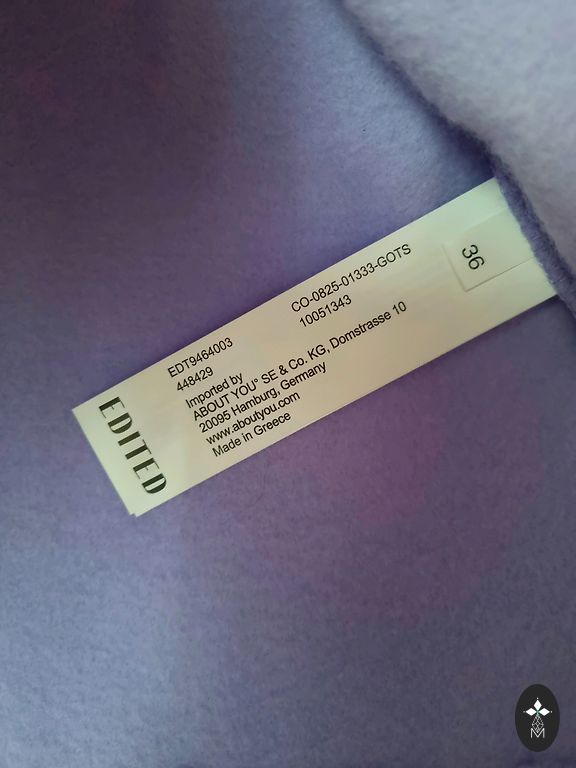 CO-0825-01333-GOTS
10051343
36
EDT9464003
448429
Imported by
ABOUT YOU° SE & Co. KG, Domstrasse 10
20095 Hamburg, Germany
www.aboutyou.com
Made in Greece
EDITED
M